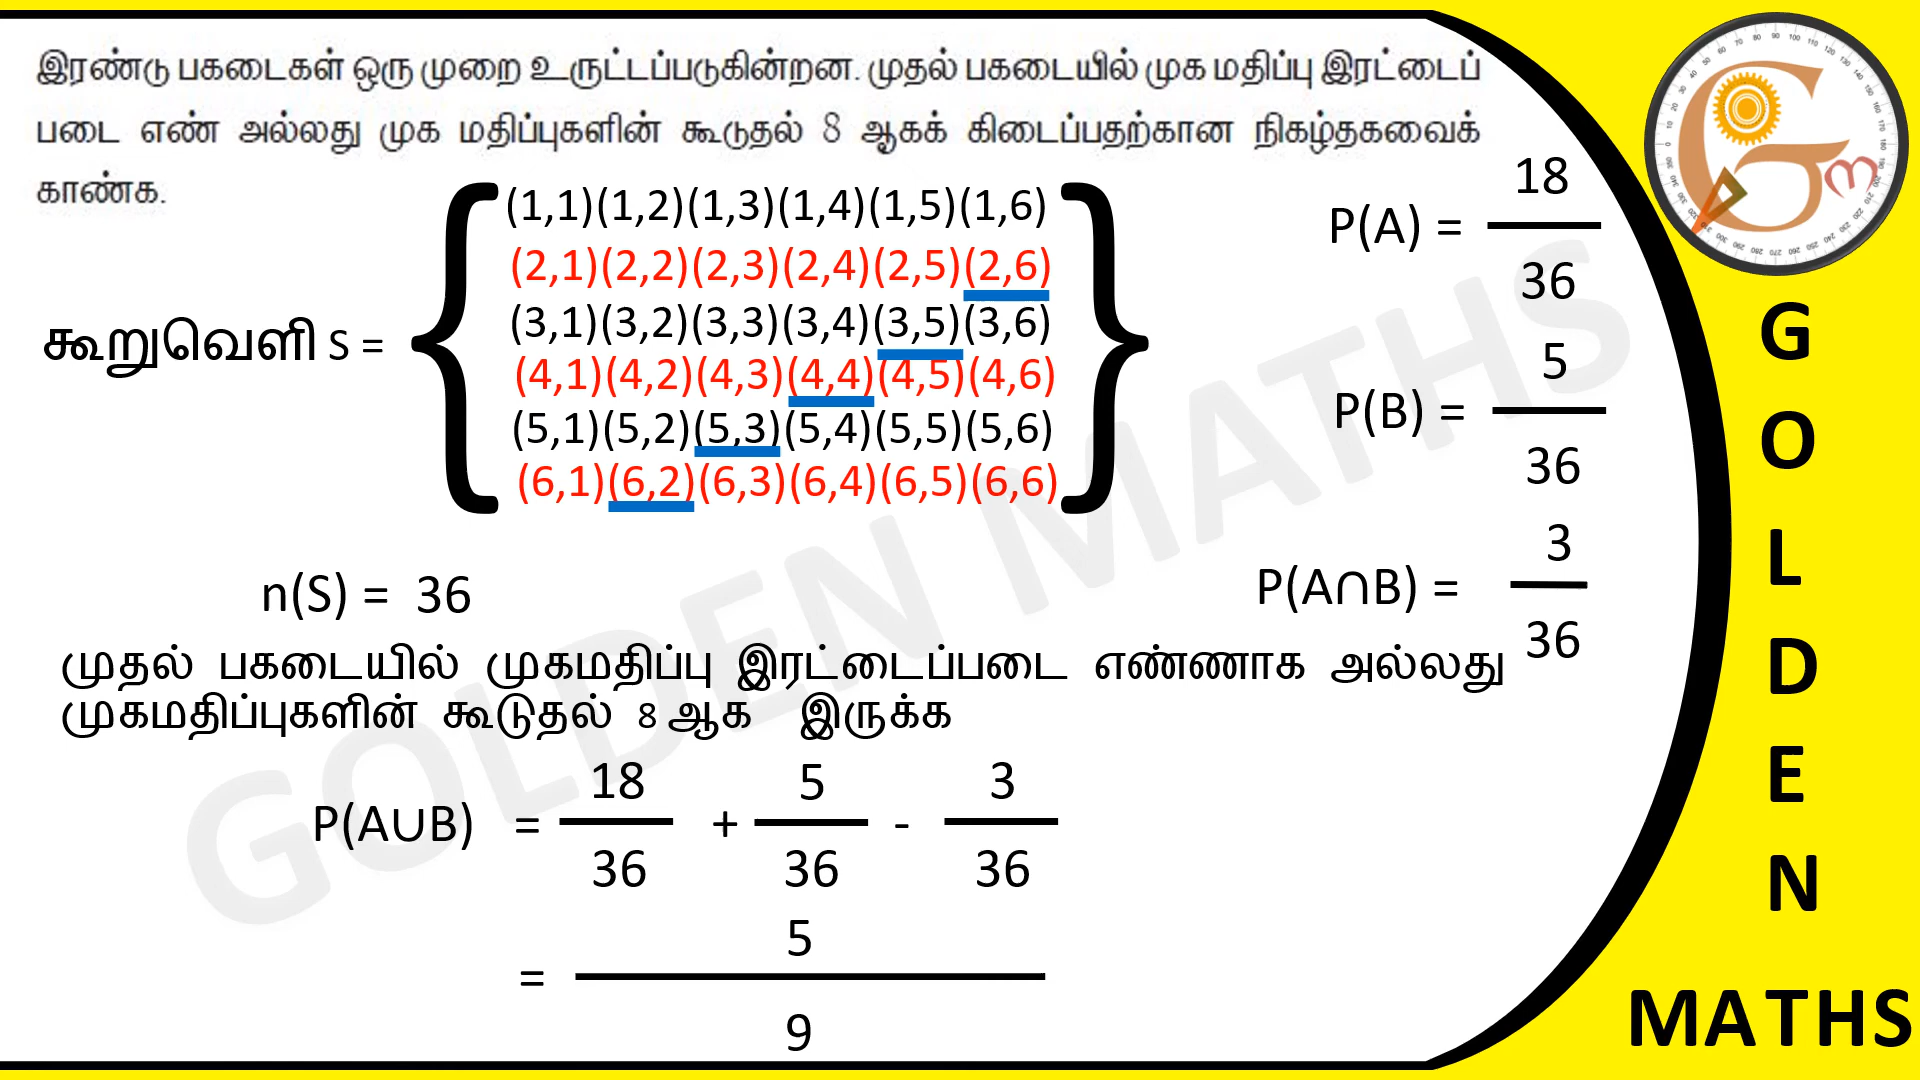 இரண்டு பகடைகள் ஒரு முறை உருட்டப்படுகின்றன. முதல் பகடையில் முக மதிப்பு இரட்டைப்
படை எண் அல்லது முக மதிப்புகளின் கூடுதல் 8 ஆகக் கிடைப்பதற்கான நிகழ்தகவைக்
காண்க.
(1,1)(1,2)(1,3)(1,4)(1,5)(1,6)
(2,1)(2,2)(2,3)(2,4)(2,5)(2,6)
(3,1)(3,2)(3,3)(3,4)(3,5)(3,6)
கூறுவெளி S =
(4,1)(4,2)(4,3)(4,4)(4,5)(4,6)
(5,1)(5,2)(5,3)(5,4)(5,5)(5,6)
(6,1)(6,2)(6,3)(6,4)(6,5)(6,6)
P(A) = 18
36
P(B) = 5
36
P(A∩B) = 3
36
n(S) = 36
முதல் பகடையில் முகமதிப்பு இரட்டைப்படை எண்ணாக அல்லது
முகமதிப்புகளின் கூடுதல் 8 ஆக இருக்க
18 5 3
P(A∪B) = + -
36 36 36
5
=
9
G
O
L
D
E
N
MATHS
GOLDEN MATHS